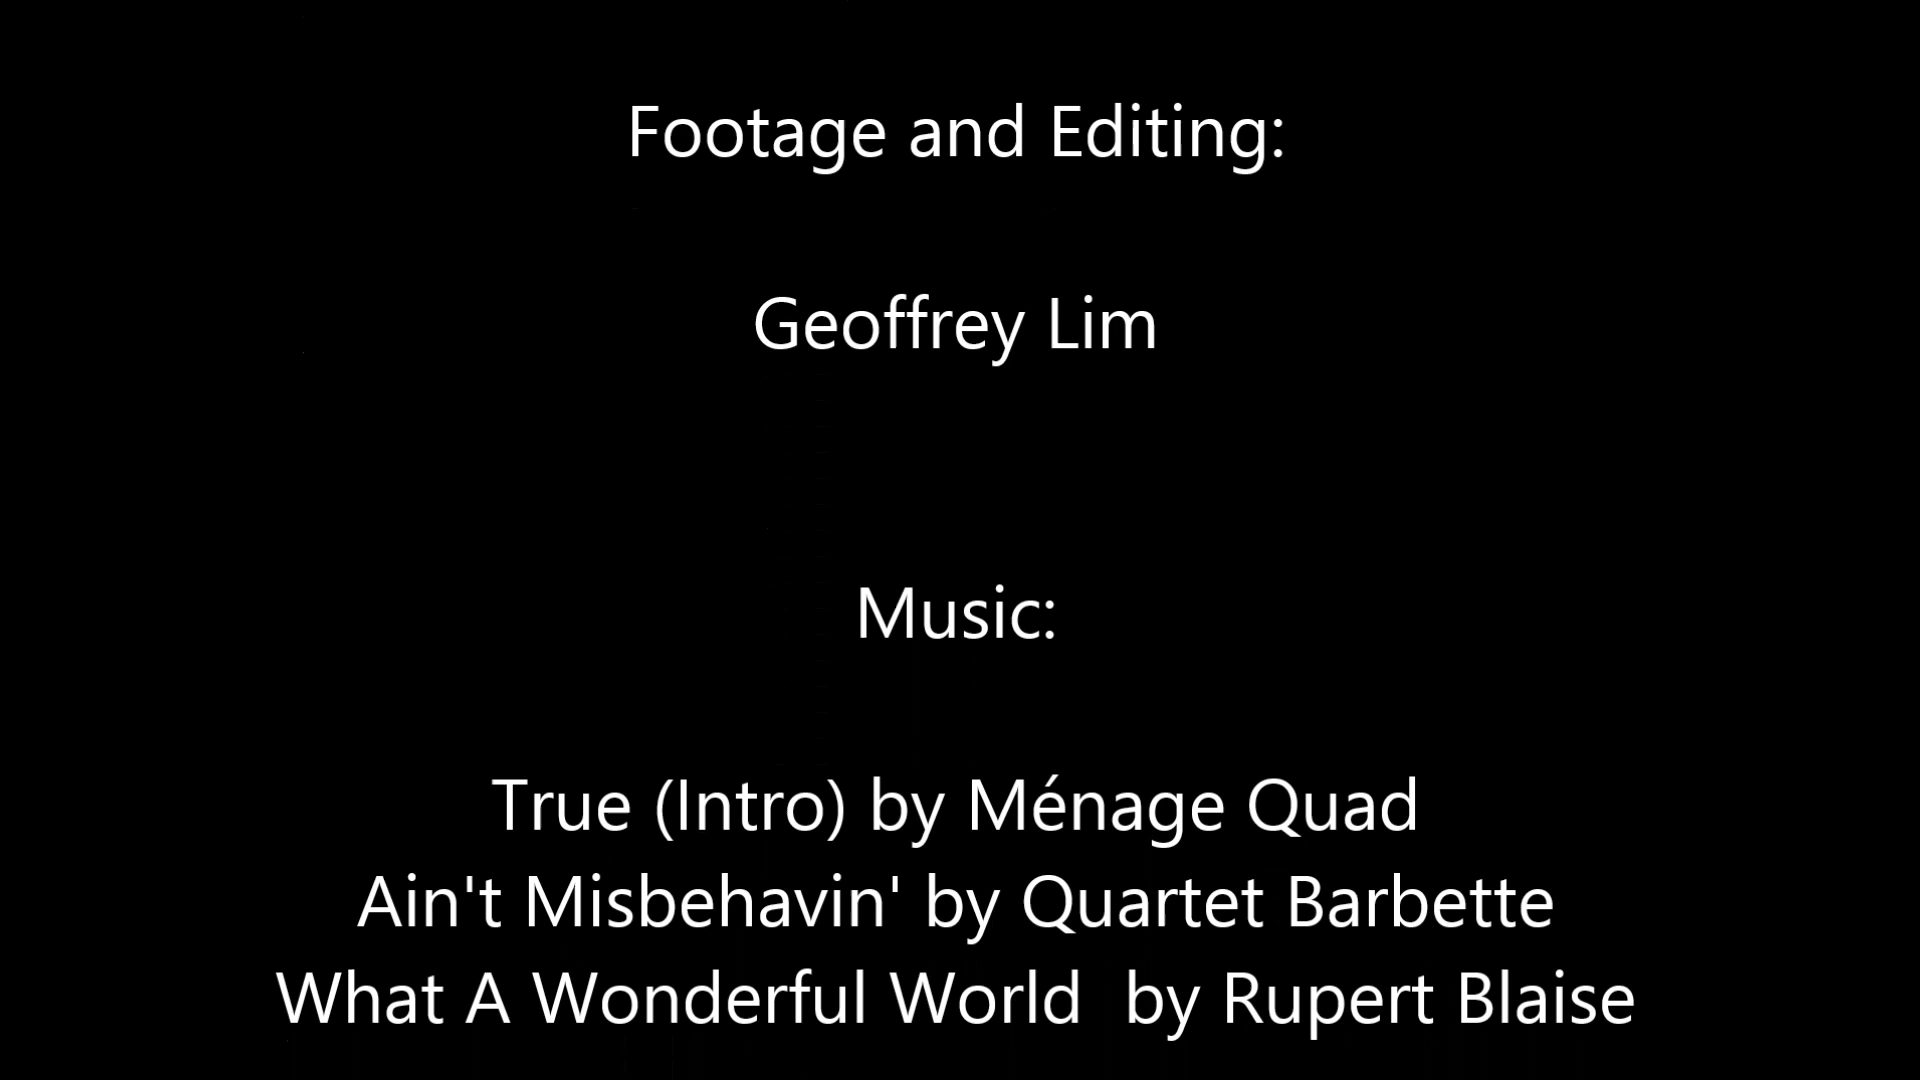 Footage and Editing:
Geoffrey Lim
Music:
True (Intro) by Ménage Quad
Ain't Misbehavin' by Quartet Barbette
What A Wonderful World  by Rupert Blaise